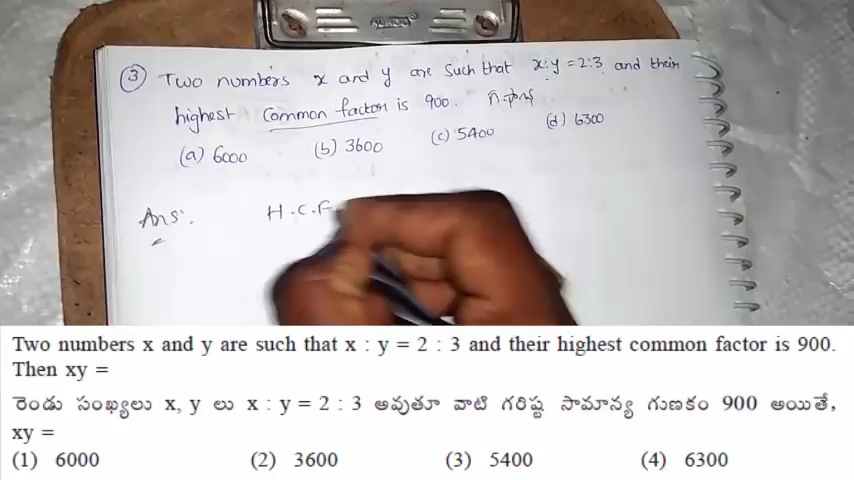 (3) Two numbers x and y are such that x:y = 2:3 and their
highest common factor is 900.
(a) 6000 (b) 3600 (c) 5400 (d) 6300
Ans:
H.C.F
Two numbers x and y are such that x : y = 2 : 3 and their highest common factor is 900.
Then xy =
రెండు సంఖ్యలు x, y లు x : y = 2 : 3 అవుతూ వాటి గరిష్ట సామాన్య గుణకం 900 అయితే,
xy =
(1) 6000 (2) 3600 (3) 5400 (4) 6300